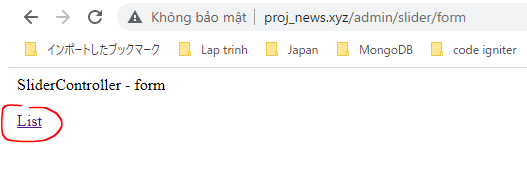 Không bảo mật | proj_news.xyz/admin/slider/form
インポートしたブックマーク Lap trinh Japan MongoDB code igniter
SliderController - form
List